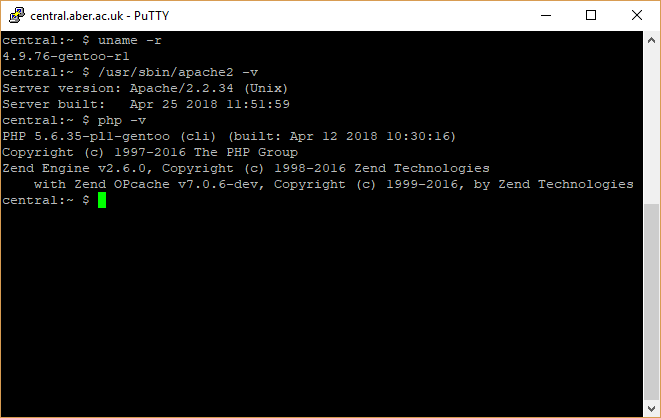 central.aber.ac.uk - PuTTY
central:~ $ uname -r
4.9.76-gentoo-r1
central:~ $ /usr/sbin/apache2 -v
Server version: Apache/2.2.34 (Unix)
Server built:   Apr 25 2018 11:51:59
central:~ $ php -v
PHP 5.6.35-pl1-gentoo (cli) (built: Apr 12 2018 10:30:16)
Copyright (c) 1997-2016 The PHP Group
Zend Engine v2.6.0, Copyright (c) 1998-2016 Zend Technologies
    with Zend OPcache v7.0.6-dev, Copyright (c) 1999-2016, by Zend Technologies
central:~ $